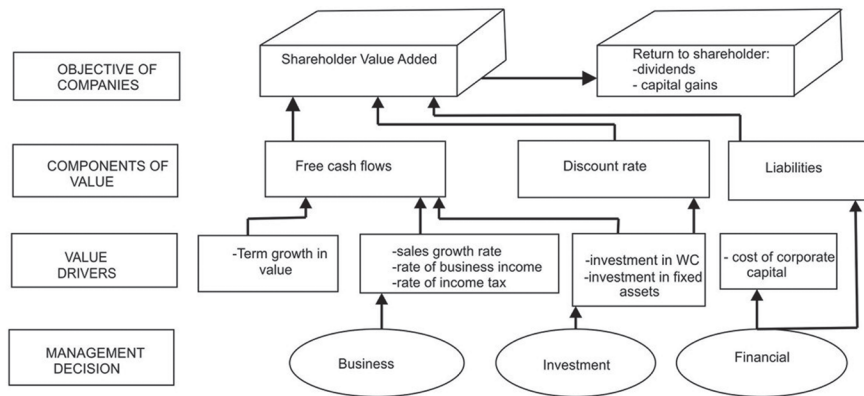 OBJECTIVE OF
COMPANIES
Shareholder Value Added
Return to shareholder:
-dividends
- capital gains
COMPONENTS OF
VALUE
Free cash flows
Discount rate
Liabilities
VALUE
DRIVERS
-Term growth in
value
-sales growth rate
-rate of business income
-rate of income tax
-investment in WC
-investment in fixed
assets
- cost of corporate
capital
MANAGEMENT
DECISION
Business
Investment
Financial